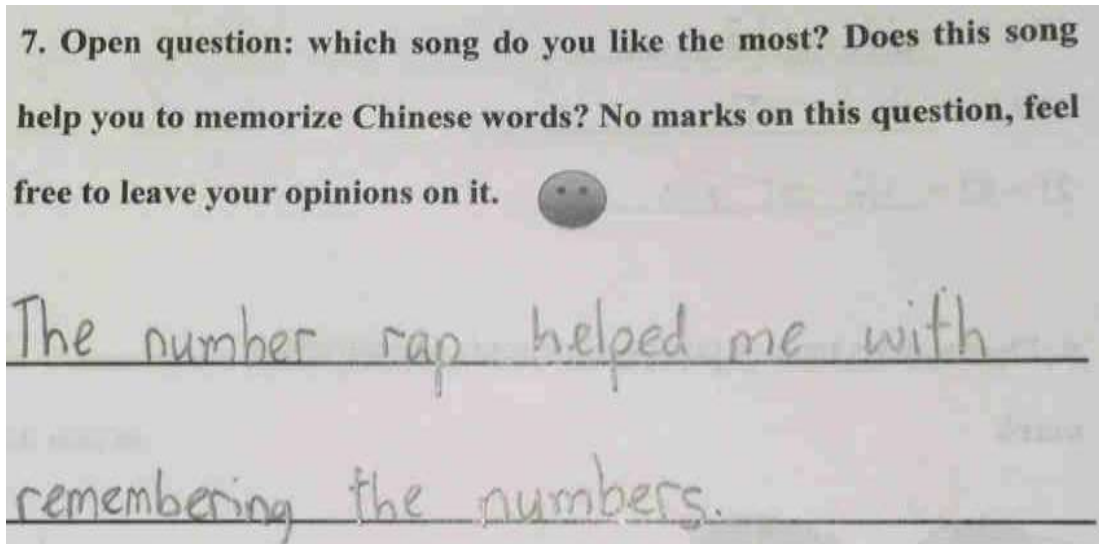 7. Open question: which song do you like the most? Does this song
help you to memorize Chinese words? No marks on this question, feel
free to leave your opinions on it.
The number rap helped me with
remembering the numbers.